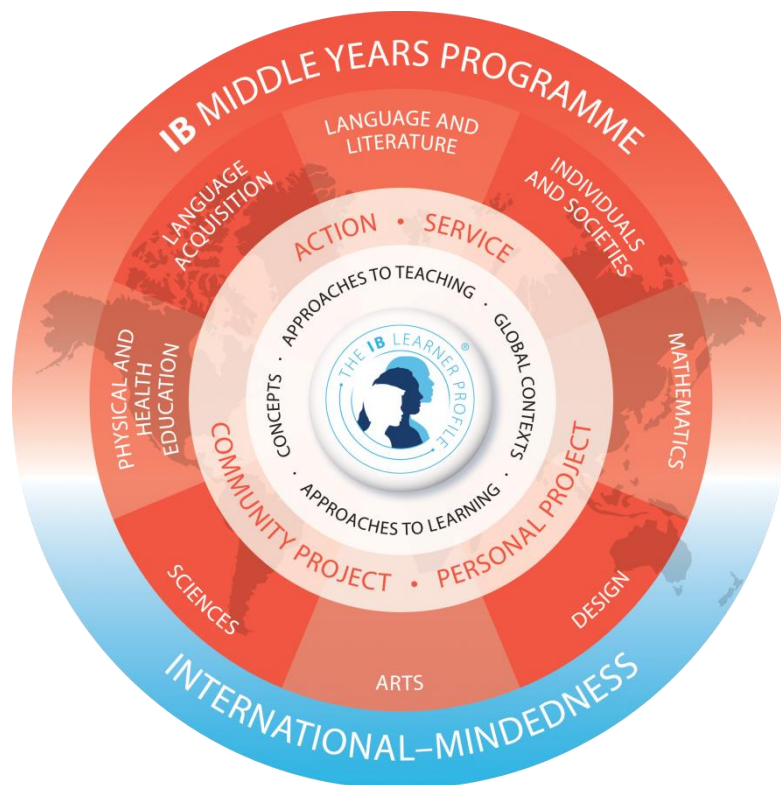 IB MIDDLE YEARS PROGRAMME
LANGUAGE AND
LITERATURE
INDIVIDUALS
AND SOCIETIES
MATHEMATICS
DESIGN
ARTS
SCIENCES
PHYSICAL AND
HEALTH
EDUCATION
LANGUAGE
ACQUISITION
ACTION • SERVICE
COMMUNITY PROJECT • PERSONAL PROJECT
APPROACHES TO TEACHING · GLOBAL CONTEXTS · APPROACHES TO LEARNING · CONCEPTS ·
THE IB LEARNER PROFILE ®
INTERNATIONAL–MINDEDNESS